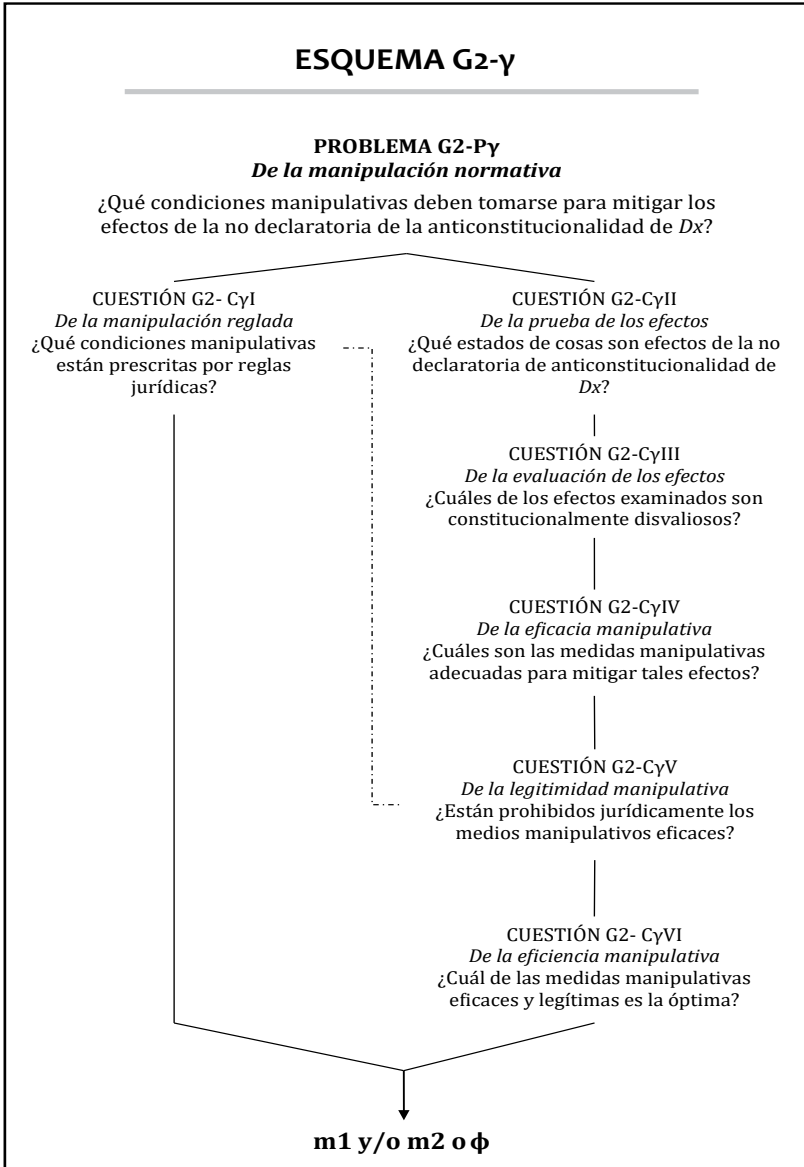 ESQUEMA G2-γ
PROBLEMA G2-Pγ
De la manipulación normativa
¿Qué condiciones manipulativas deben tomarse para mitigar los
efectos de la no declaratoria de la anticonstitucionalidad de Dx?
CUESTIÓN G2- CγI
De la manipulación reglada
¿Qué condiciones manipulativas
están prescritas por reglas
jurídicas?
CUESTIÓN G2-CγII
De la prueba de los efectos
¿Qué estados de cosas son efectos de la no
declaratoria de anticonstitucionalidad de
Dx?
CUESTIÓN G2-CγIII
De la evaluación de los efectos
¿Cuáles de los efectos examinados son
constitucionalmente disvaliosos?
CUESTIÓN G2-CγIV
De la eficacia manipulativa
¿Cuáles son las medidas manipulativas
adecuadas para mitigar tales efectos?
CUESTIÓN G2-CγV
De la legitimidad manipulativa
¿Están prohibidos jurídicamente los
medios manipulativos eficaces?
CUESTIÓN G2- CγVI
De la eficiencia manipulativa
¿Cuál de las medidas manipulativas
eficaces y legítimas es la óptima?
m1 y/o m2 o ϕ